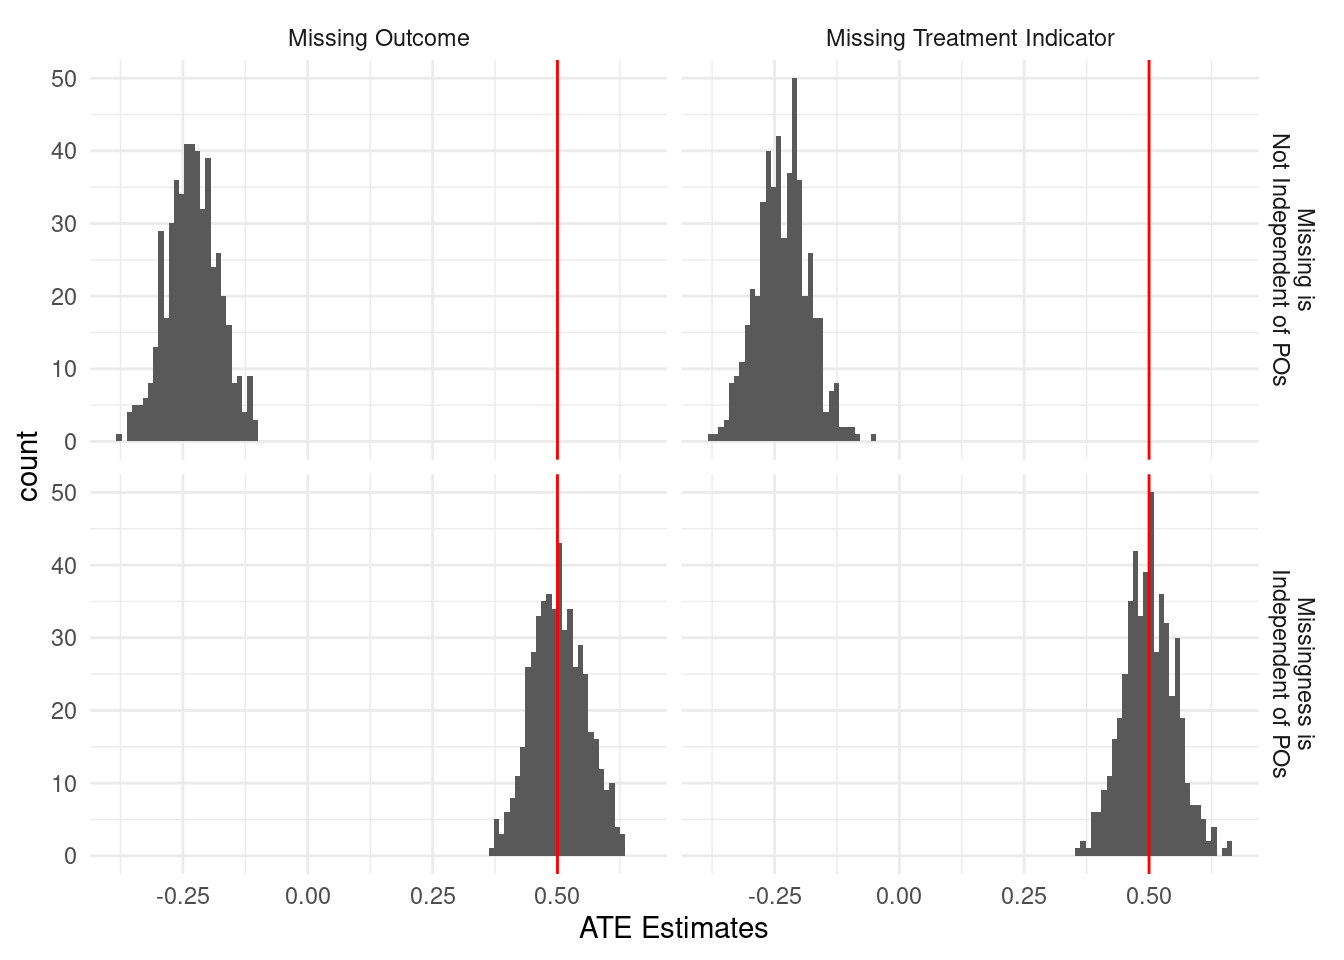 Missing Outcome
Missing Treatment Indicator
50
40
30
20
10
0
Missing is
Not Independent of POs
count
50
40
30
20
10
0
Missingness is
Independent of POs
-0.25
0.00
0.25
0.50
-0.25
0.00
0.25
0.50
ATE Estimates